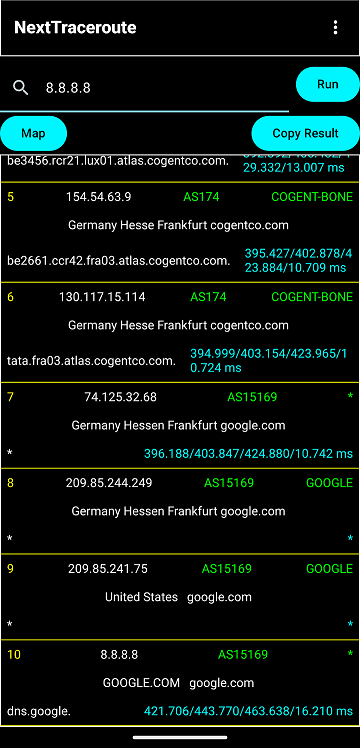 NextTraceroute
8.8.8.8
Run
Map
Copy Result
be3456.rcr21.lux01.atlas.cogentco.com.
29.332/13.007 ms
5 154.54.63.9 AS174 COGENT-BONE
Germany Hesse Frankfurt cogentco.com
be2661.ccr42.fra03.atlas.cogentco.com. 395.427/402.878/4
23.884/10.709 ms
6 130.117.15.114 AS174 COGENT-BONE
Germany Hesse Frankfurt cogentco.com
tata.fra03.atlas.cogentco.com. 394.999/403.154/423.965/1
0.724 ms
7 74.125.32.68 AS15169 *
Germany Hessen Frankfurt google.com
* 396.188/403.847/424.880/10.742 ms
8 209.85.244.249 AS15169 GOOGLE
Germany Hessen Frankfurt google.com
* *
9 209.85.241.75 AS15169 GOOGLE
United States google.com
* *
10 8.8.8.8 AS15169 *
GOOGLE.COM google.com
dns.google. 421.706/443.770/463.638/16.210 ms